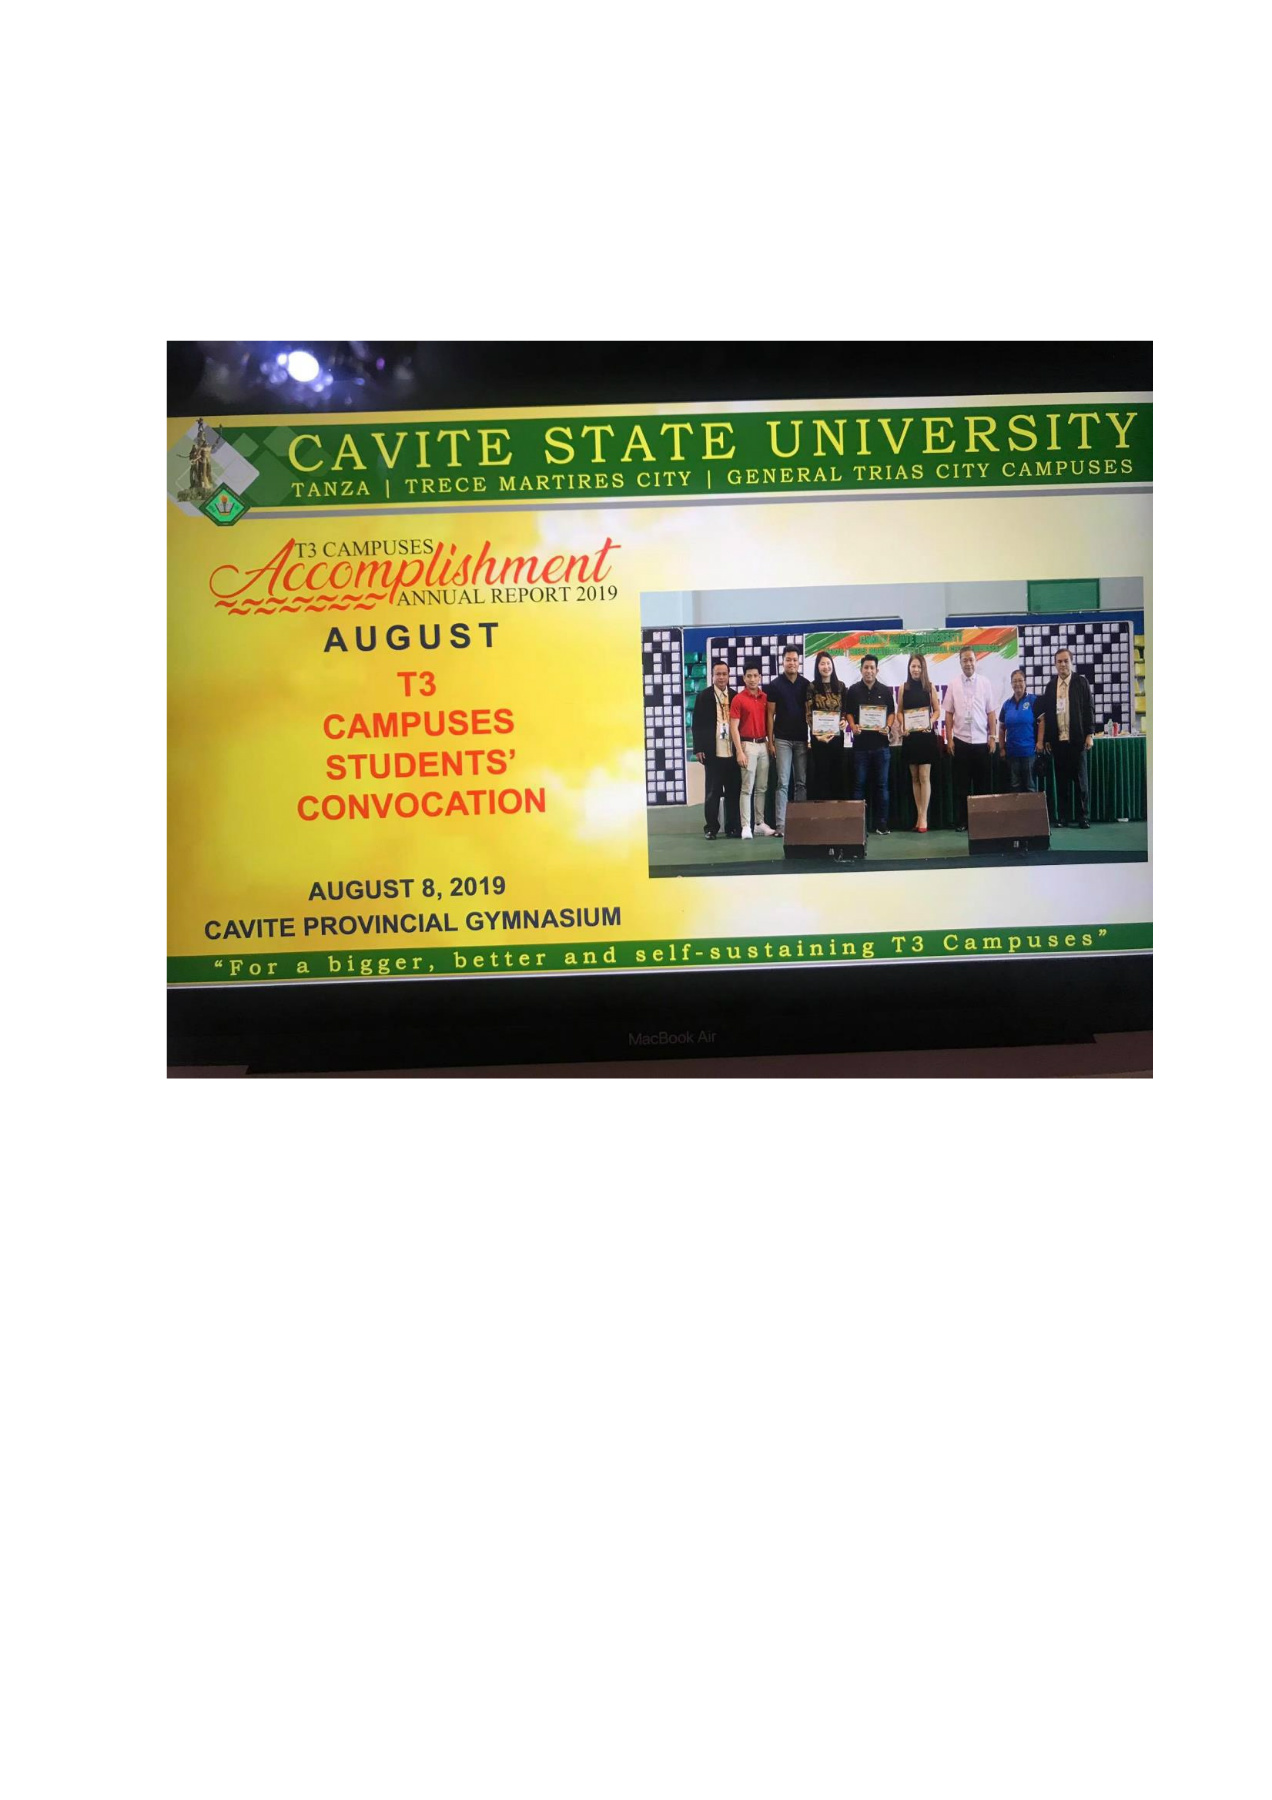 CAVITE STATE UNIVERSITY
TANZA | TRECE MARTIRES CITY | GENERAL TRIAS CITY CAMPUSES
T3 CAMPUSES
Accomplishment
ANNUAL REPORT 2019
AUGUST
T3
CAMPUSES
STUDENTS’
CONVOCATION
AUGUST 8, 2019
CAVITE PROVINCIAL GYMNASIUM
“For a bigger, better and self-sustaining T3 Campuses”
MacBook Air